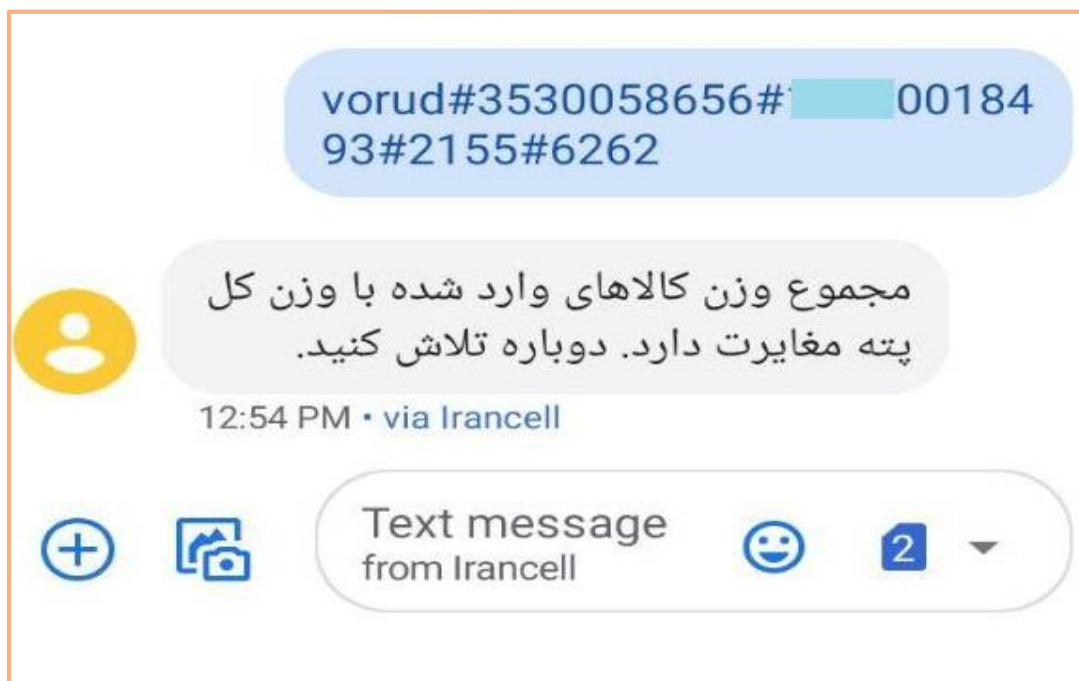 vorud#3530058656# 00184
93#2155#6262
مجموع وزن کالاهای وارد شده با وزن کل
پته مغایرت دارد. دوباره تلاش کنید.
12:54 PM • via Irancell
Text message
from Irancell
2